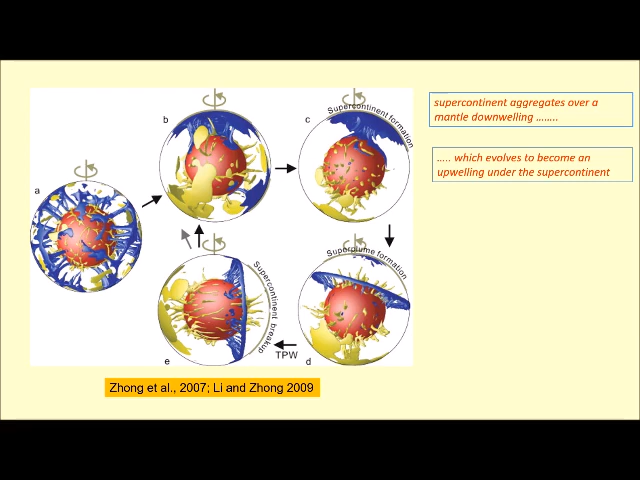 b
c
Supercontinent formation
supercontinent aggregates over a
mantle downwelling ........
..... which evolves to become an
upwelling under the supercontinent
a
Superplume formation
Supercontinent breakup
e
TPW
d
Zhong et al., 2007; Li and Zhong 2009